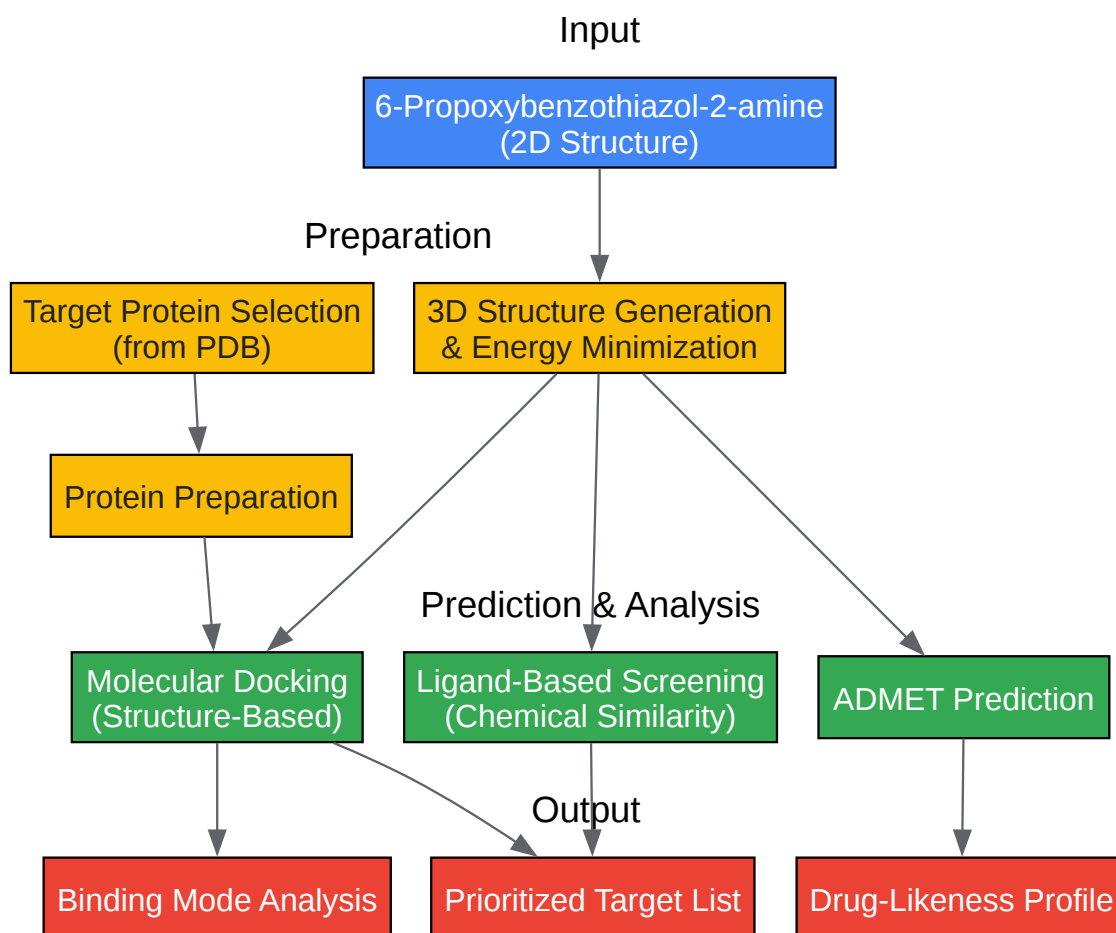 Input
6-Propoxybenzothiazol-2-amine
(2D Structure)
Preparation
Target Protein Selection
(from PDB)
3D Structure Generation
& Energy Minimization
Protein Preparation
Prediction & Analysis
Molecular Docking
(Structure-Based)
Ligand-Based Screening
(Chemical Similarity)
ADMET Prediction
Output
Binding Mode Analysis
Prioritized Target List
Drug-Likeness Profile